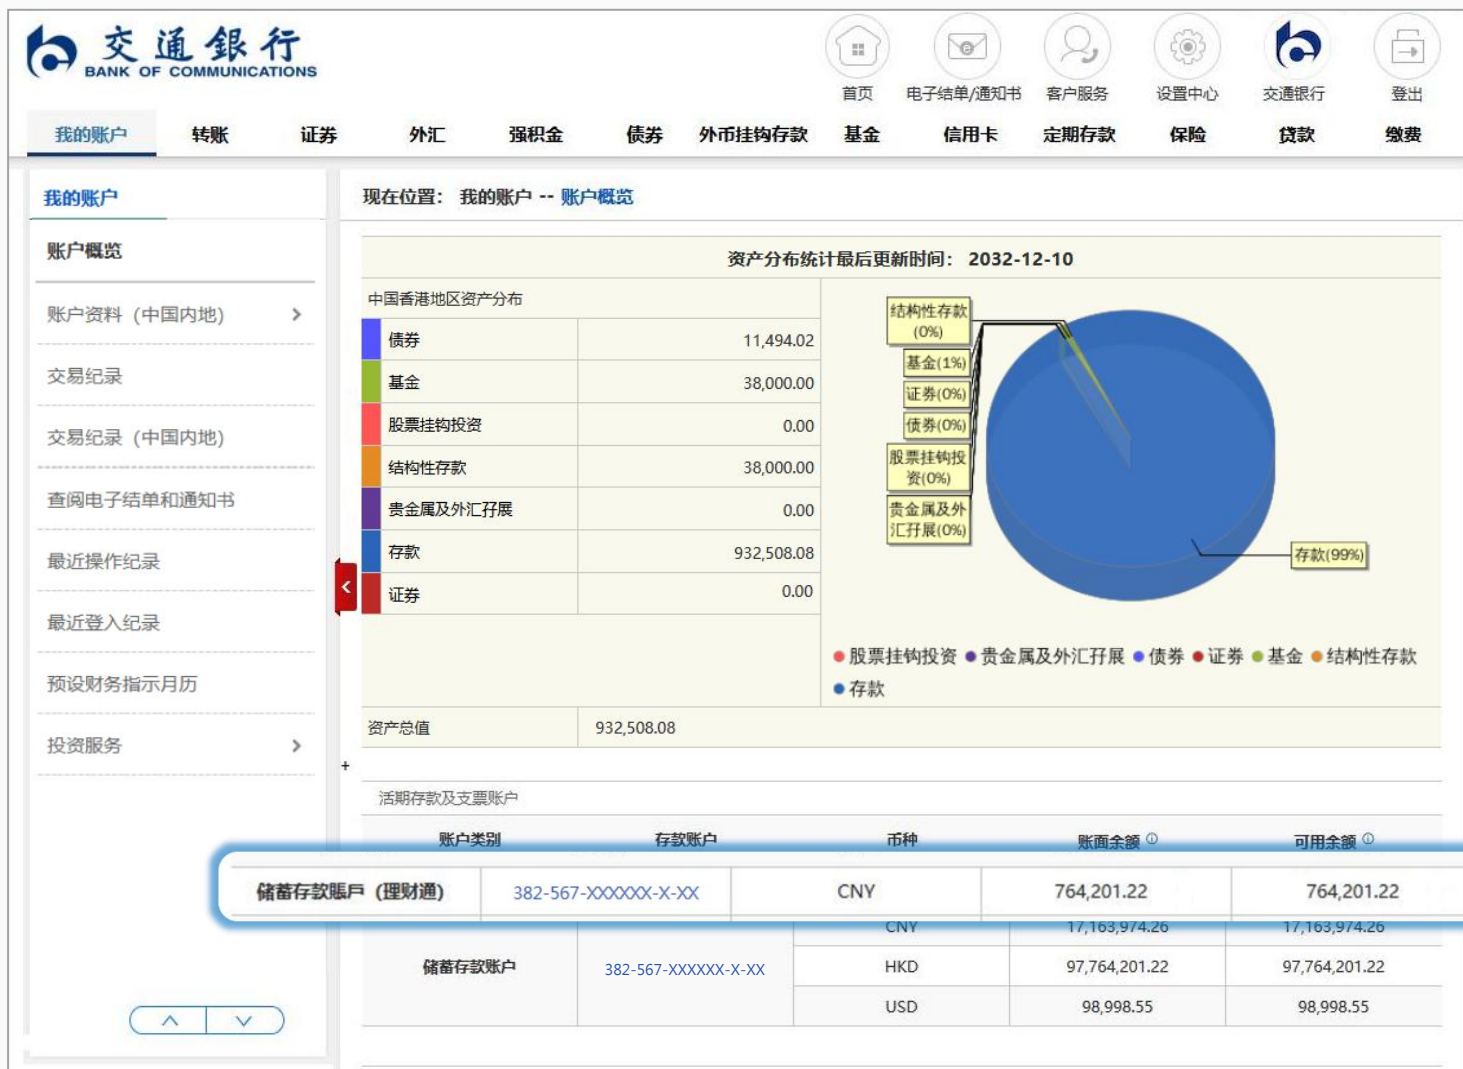 交通銀行
BANK OF COMMUNICATIONS
首页 电子结单/通知书 客户服务 设置中心 交通银行 登出
我的账户 转账 证券 外汇 强积金 债券 外币挂钩存款 基金 信用卡 定期存款 保险 贷款 缴费
我的账户
账户概览
账户资料（中国内地）
交易纪录
交易纪录（中国内地）
查阅电子结单和通知书
最近操作纪录
最近登入纪录
预设财务指示月历
投资服务
现在位置： 我的账户 -- 账户概览
资产分布统计最后更新时间： 2032-12-10
中国香港地区资产分布
债券 11,494.02
基金 38,000.00
股票挂钩投资 0.00
结构性存款 38,000.00
贵金属及外汇孖展 0.00
存款 932,508.08
证券 0.00
结构性存款
(0%)
基金(1%)
证券(0%)
债券(0%)
股票挂钩投
资(0%)
贵金属及外
汇孖展(0%)
存款(99%)
股票挂钩投资 贵金属及外汇孖展 债券 证券 基金 结构性存款
存款
资产总值 932,508.08
+
活期存款及支票账户
账户类别 存款账户 币种 账面余额 可用余额
储蓄存款賬戶（理财通） 382-567-XXXXXX-X-XX CNY 764,201.22 764,201.22
CNY 17,163,974.26 17,163,974.26
储蓄存款账户 382-567-XXXXXX-X-XX HKD 97,764,201.22 97,764,201.22
USD 98,998.55 98,998.55